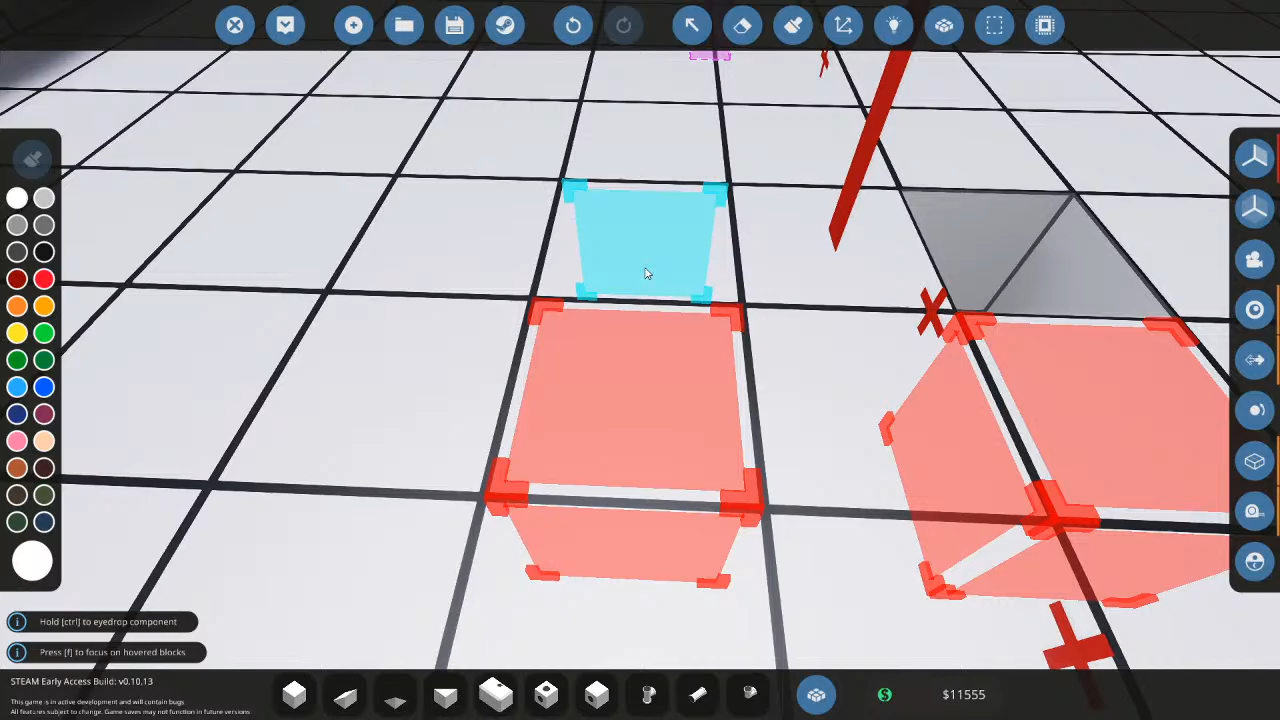 Hold [ctrl] to eyedrop component
Press [f] to focus on hovered blocks
STEAM Early Access Build: v0.10.13
This game is in active development and will contain bugs
All features subject to change. Game saves may not function in future versions
$11555